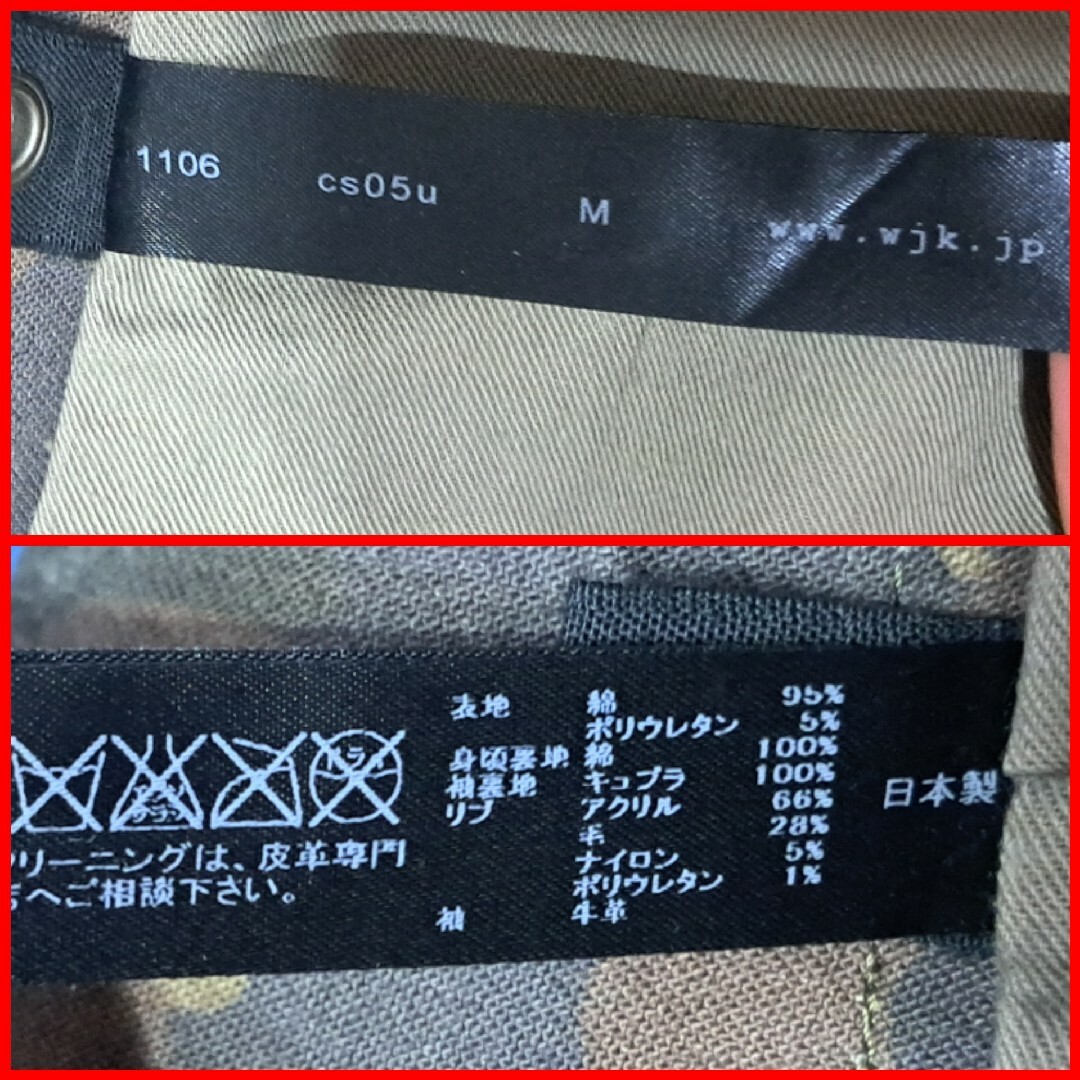 1106 cs05u M www.wjk.jp
表地 綿 95%
ポリウレタン 5%
身頃裏地 綿 100%
袖裏地 キュプラ 100%
リブ アクリル 66%
毛 28%
ナイロン 5%
ポリウレタン 1%
袖 牛革
日本製
リーニングは、皮革専門
へご相談下さい。